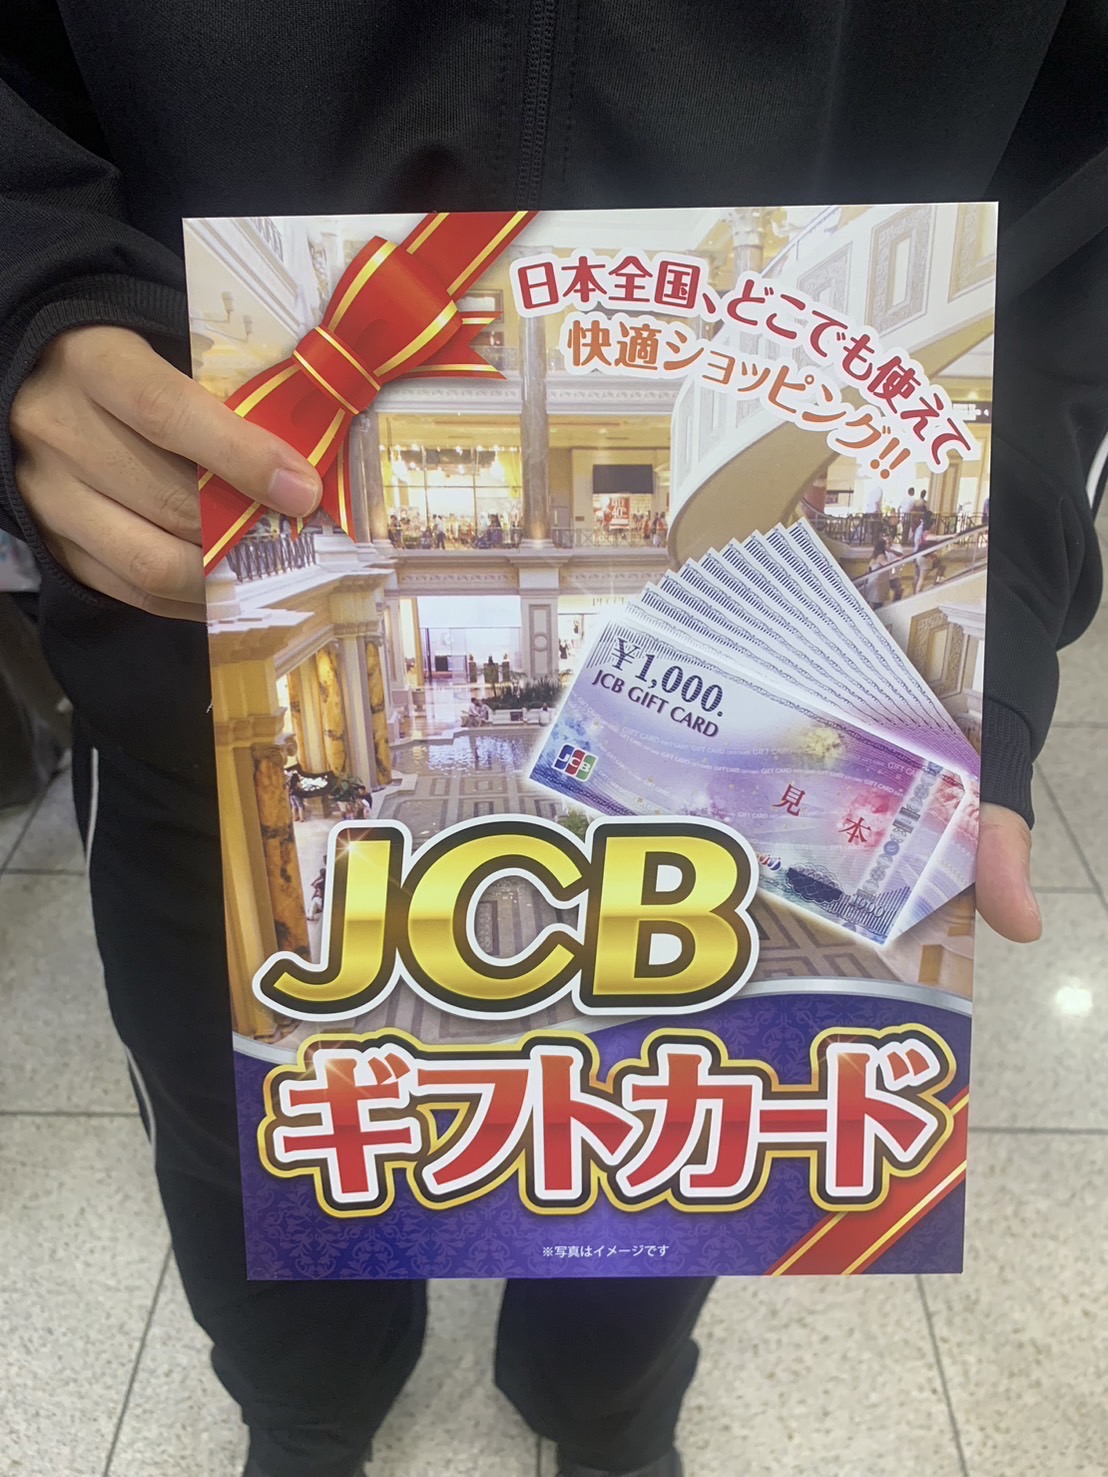 日本全国、どこでも使えて
快適ショッピング!!
¥1,000.
JCB GIFT CARD
JCB
見本
JCB
ギフトカード
※写真はイメージです